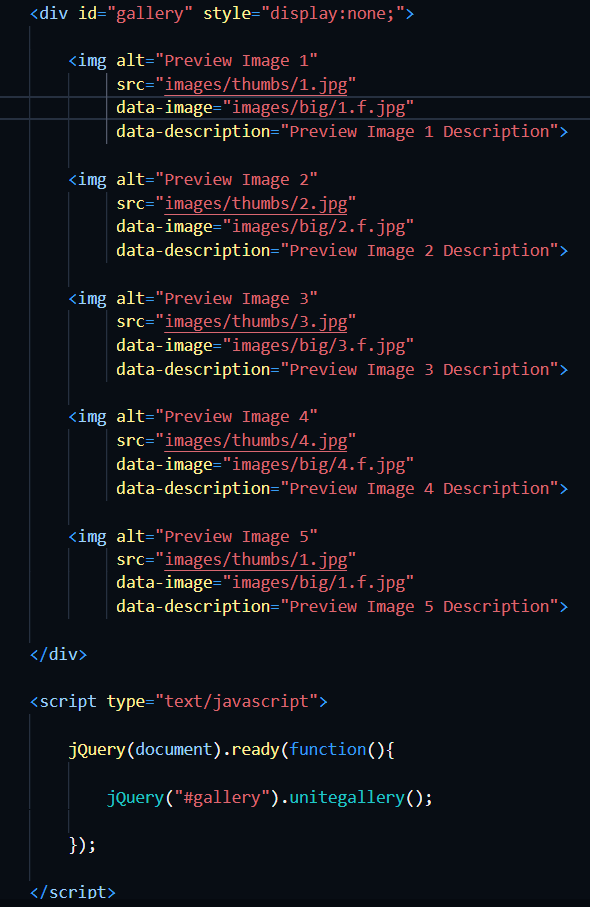 <div id="gallery" style="display:none;">
<img alt="Preview Image 1"
src="images/thumbs/1.jpg"
data-image="images/big/1.f.jpg"
data-description="Preview Image 1 Description">
<img alt="Preview Image 2"
src="images/thumbs/2.jpg"
data-image="images/big/2.f.jpg"
data-description="Preview Image 2 Description">
<img alt="Preview Image 3"
src="images/thumbs/3.jpg"
data-image="images/big/3.f.jpg"
data-description="Preview Image 3 Description">
<img alt="Preview Image 4"
src="images/thumbs/4.jpg"
data-image="images/big/4.f.jpg"
data-description="Preview Image 4 Description">
<img alt="Preview Image 5"
src="images/thumbs/1.jpg"
data-image="images/big/1.f.jpg"
data-description="Preview Image 5 Description">
</div>
<script type="text/javascript">
jQuery(document).ready(function(){
jQuery("#gallery").unitegallery();
});
</script>